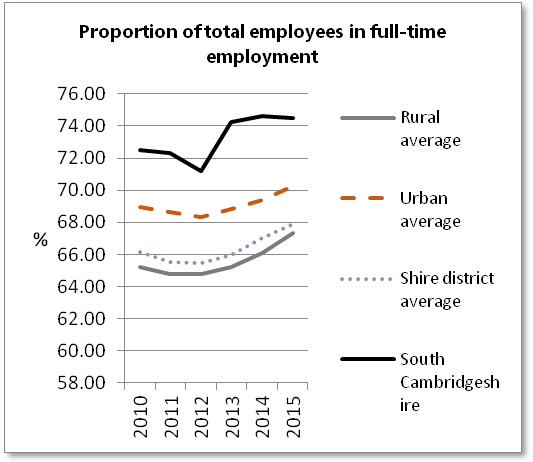 Proportion of total employees in full-time
employment
76.00
74.00
72.00
70.00
68.00
66.00
64.00
62.00
60.00
58.00
%
2010
2011
2012
2013
2014
2015
Rural
average
Urban
average
Shire district
average
South
Cambridgesh
ire